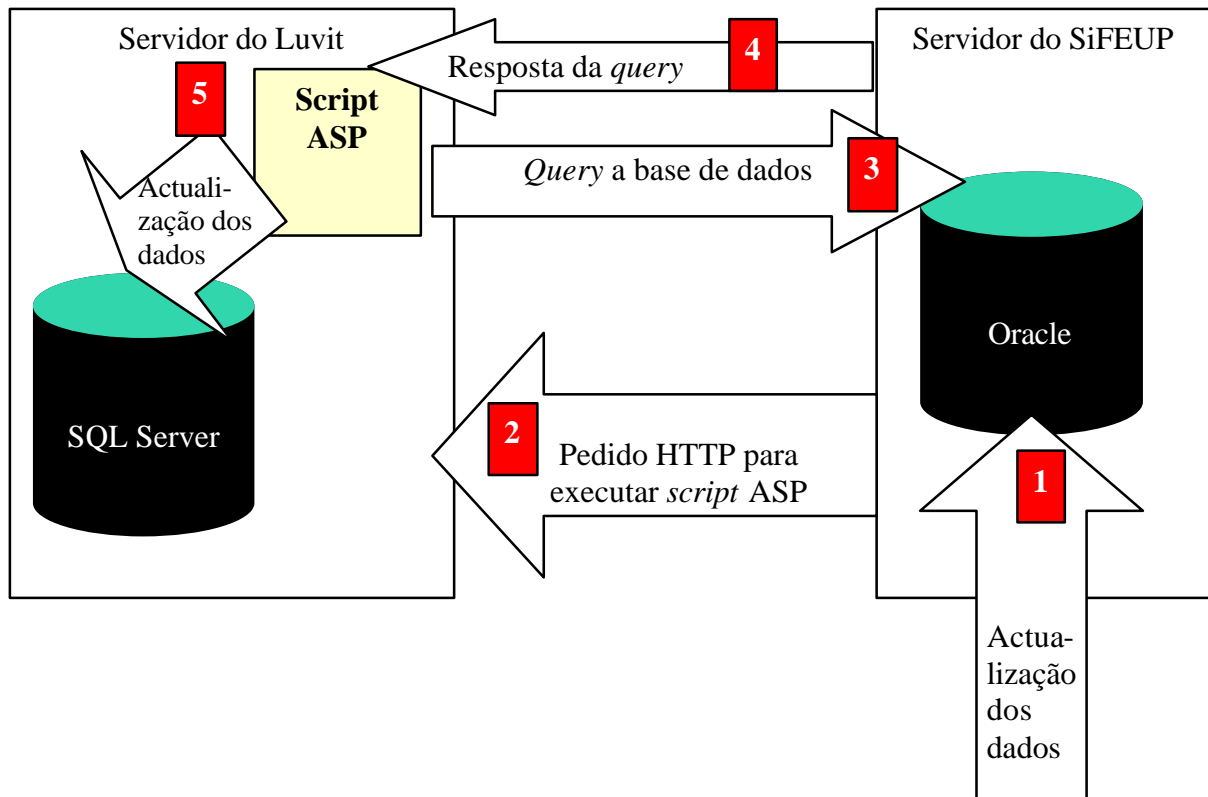 Servidor do Luvit
Servidor do SiFEUP
4
Resposta da query
5
Script
ASP
Query a base de dados
3
Actuali-
zação dos
dados
Oracle
SQL Server
2
Pedido HTTP para
executar script ASP
1
Actua-
lização
dos
dados